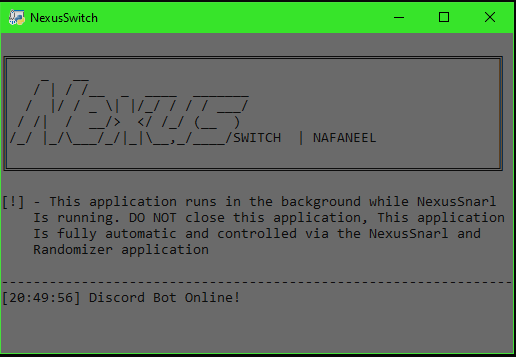 NexusSwitch
Nexus
SWITCH | NAFANEEL
[!] - This application runs in the background while NexusSnarl
Is running. DO NOT close this application, This application
Is fully automatic and controlled via the NexusSnarl and
Randomizer application
[20:49:56] Discord Bot Online!